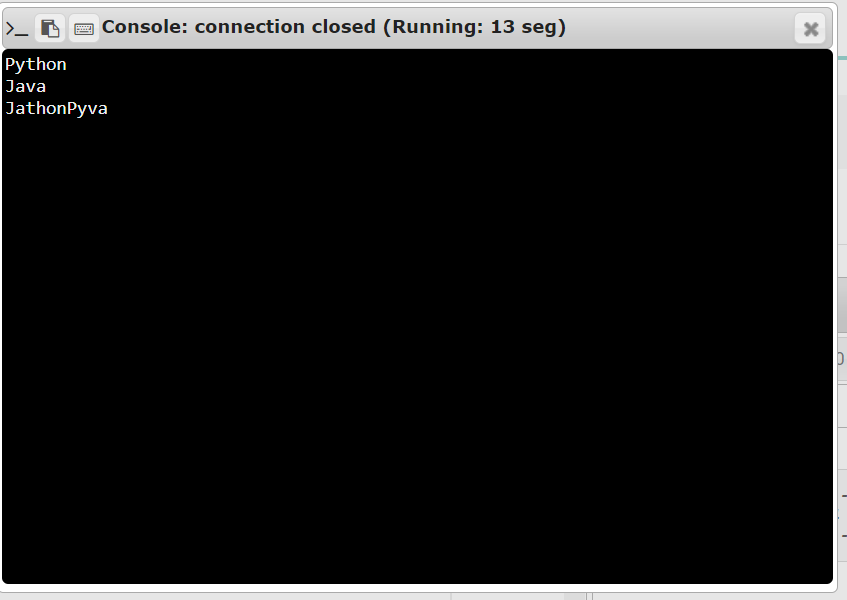 >_ Console: connection closed (Running: 13 seg)
Python
Java
JathonPyva